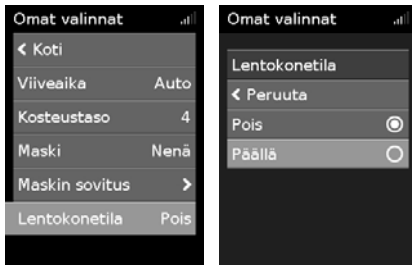 Omat valinnat
Koti
Viiveaika Auto
Kosteustaso 4
Maski Nenä
Maskin sovitus
Lentokonetila Pois
Omat valinnat
Lentokonetila
Peruuta
Pois
Päällä